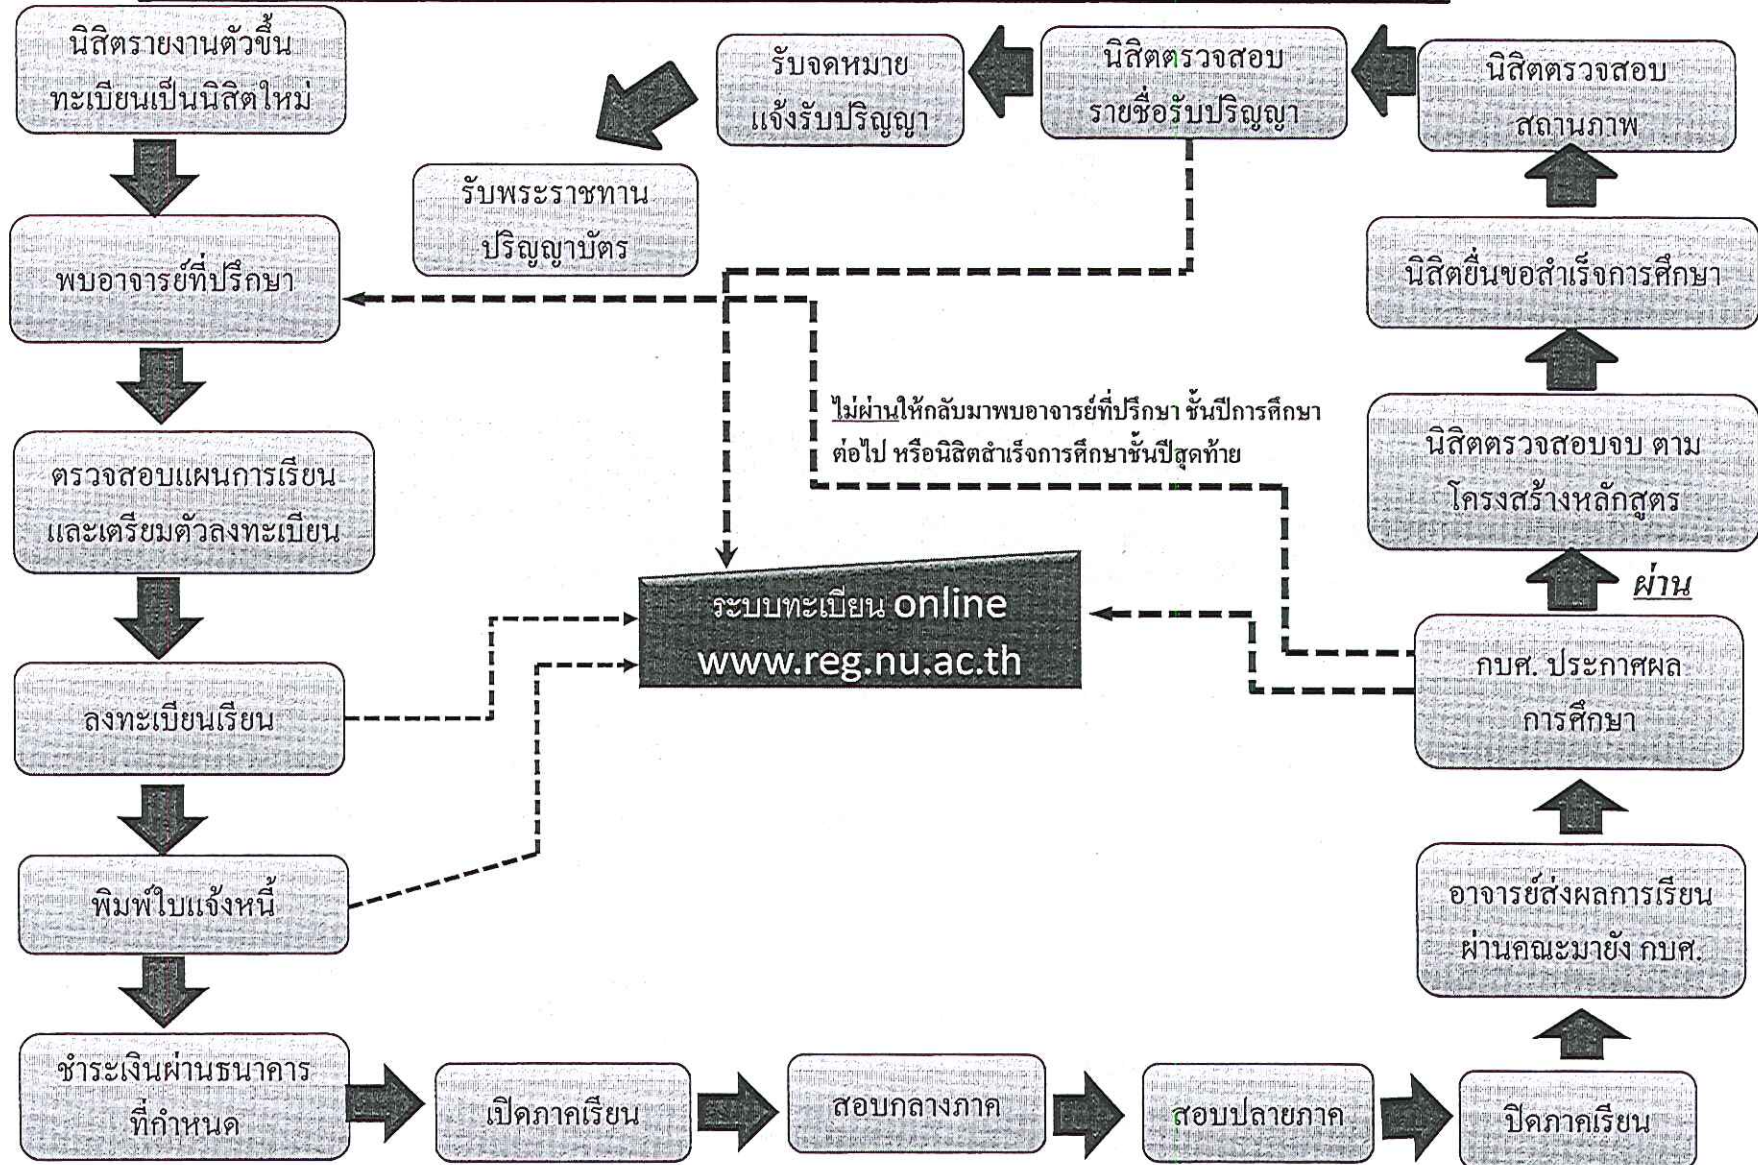 นิสิตรายงานตัวขึ้น
ทะเบียนเป็นนิสิตใหม่
พบอาจารย์ที่ปรึกษา
ตรวจสอบแผนการเรียน
และเตรียมตัวลงทะเบียน
ลงทะเบียนเรียน
พิมพ์ใบแจ้งหนี้
ชำระเงินผ่านธนาคาร
ที่กำหนด
เปิดภาคเรียน
สอบกลางภาค
สอบปลายภาค
ปิดภาคเรียน
อาจารย์ส่งผลการเรียน
ผ่านคณะมายัง กบศ.
กบศ. ประกาศผล
การศึกษา
ผ่าน
นิสิตตรวจสอบจบ ตาม
โครงสร้างหลักสูตร
นิสิตยื่นขอสำเร็จการศึกษา
นิสิตตรวจสอบ
สถานภาพ
นิสิตตรวจสอบ
รายชื่อรับปริญญา
รับจดหมาย
แจ้งรับปริญญา
รับพระราชทาน
ปริญญาบัตร
ไม่ผ่านให้กลับมาพบอาจารย์ที่ปรึกษา ชั้นปีการศึกษา
ต่อไป หรือนิสิตสำเร็จการศึกษาชั้นปีสุดท้าย
ระบบทะเบียน online
www.reg.nu.ac.th